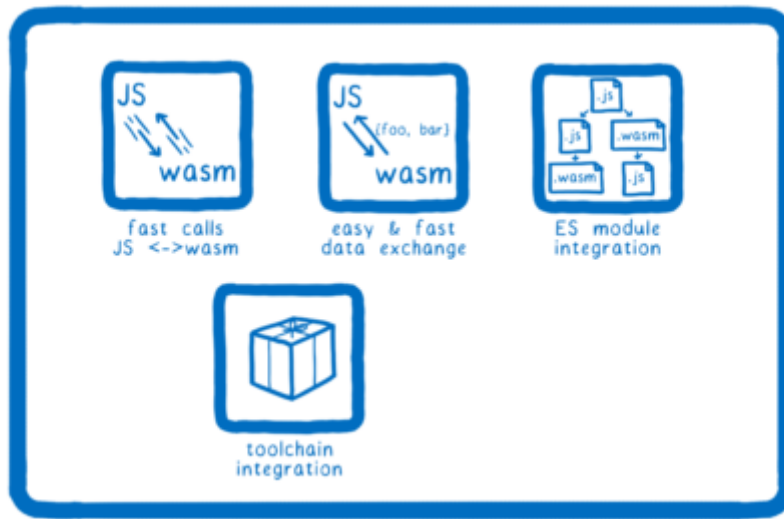 JS
wasm
fast calls
JS <->wasm
JS
{foo, bar}
wasm
easy & fast
data exchange
.js
.js
.wasm
.wasm
.js
ES module
integration
toolchain
integration